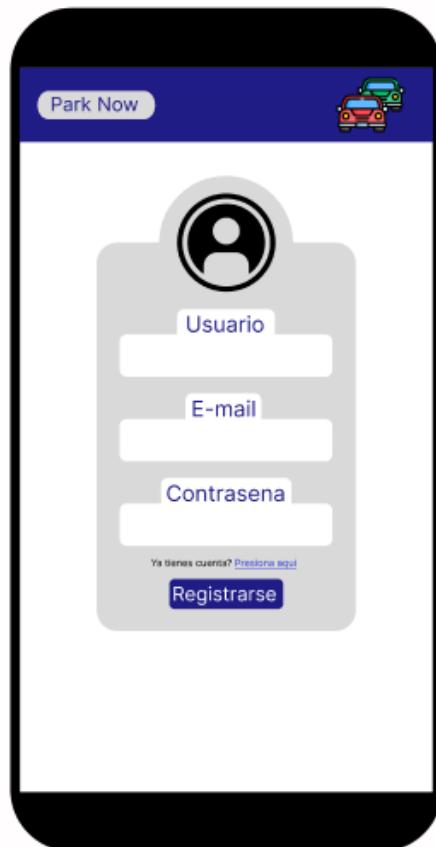 Park Now
Usuario
E-mail
Contrasena
Ya tienes cuenta? Presiona aqui
Registrarse